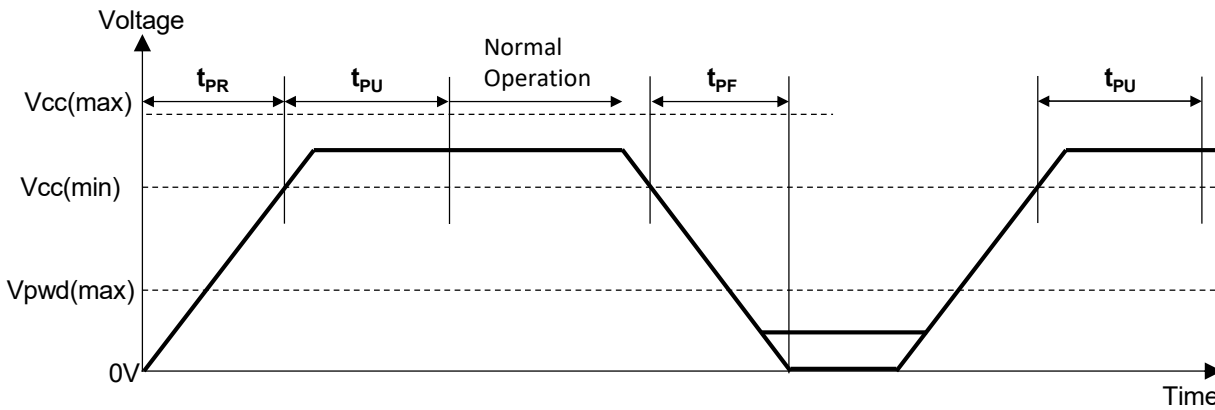 Voltage
Normal
Operation
tPR
tPU
tPF
tPU
Vcc(max)
Vcc(min)
Vpwd(max)
0V
Time